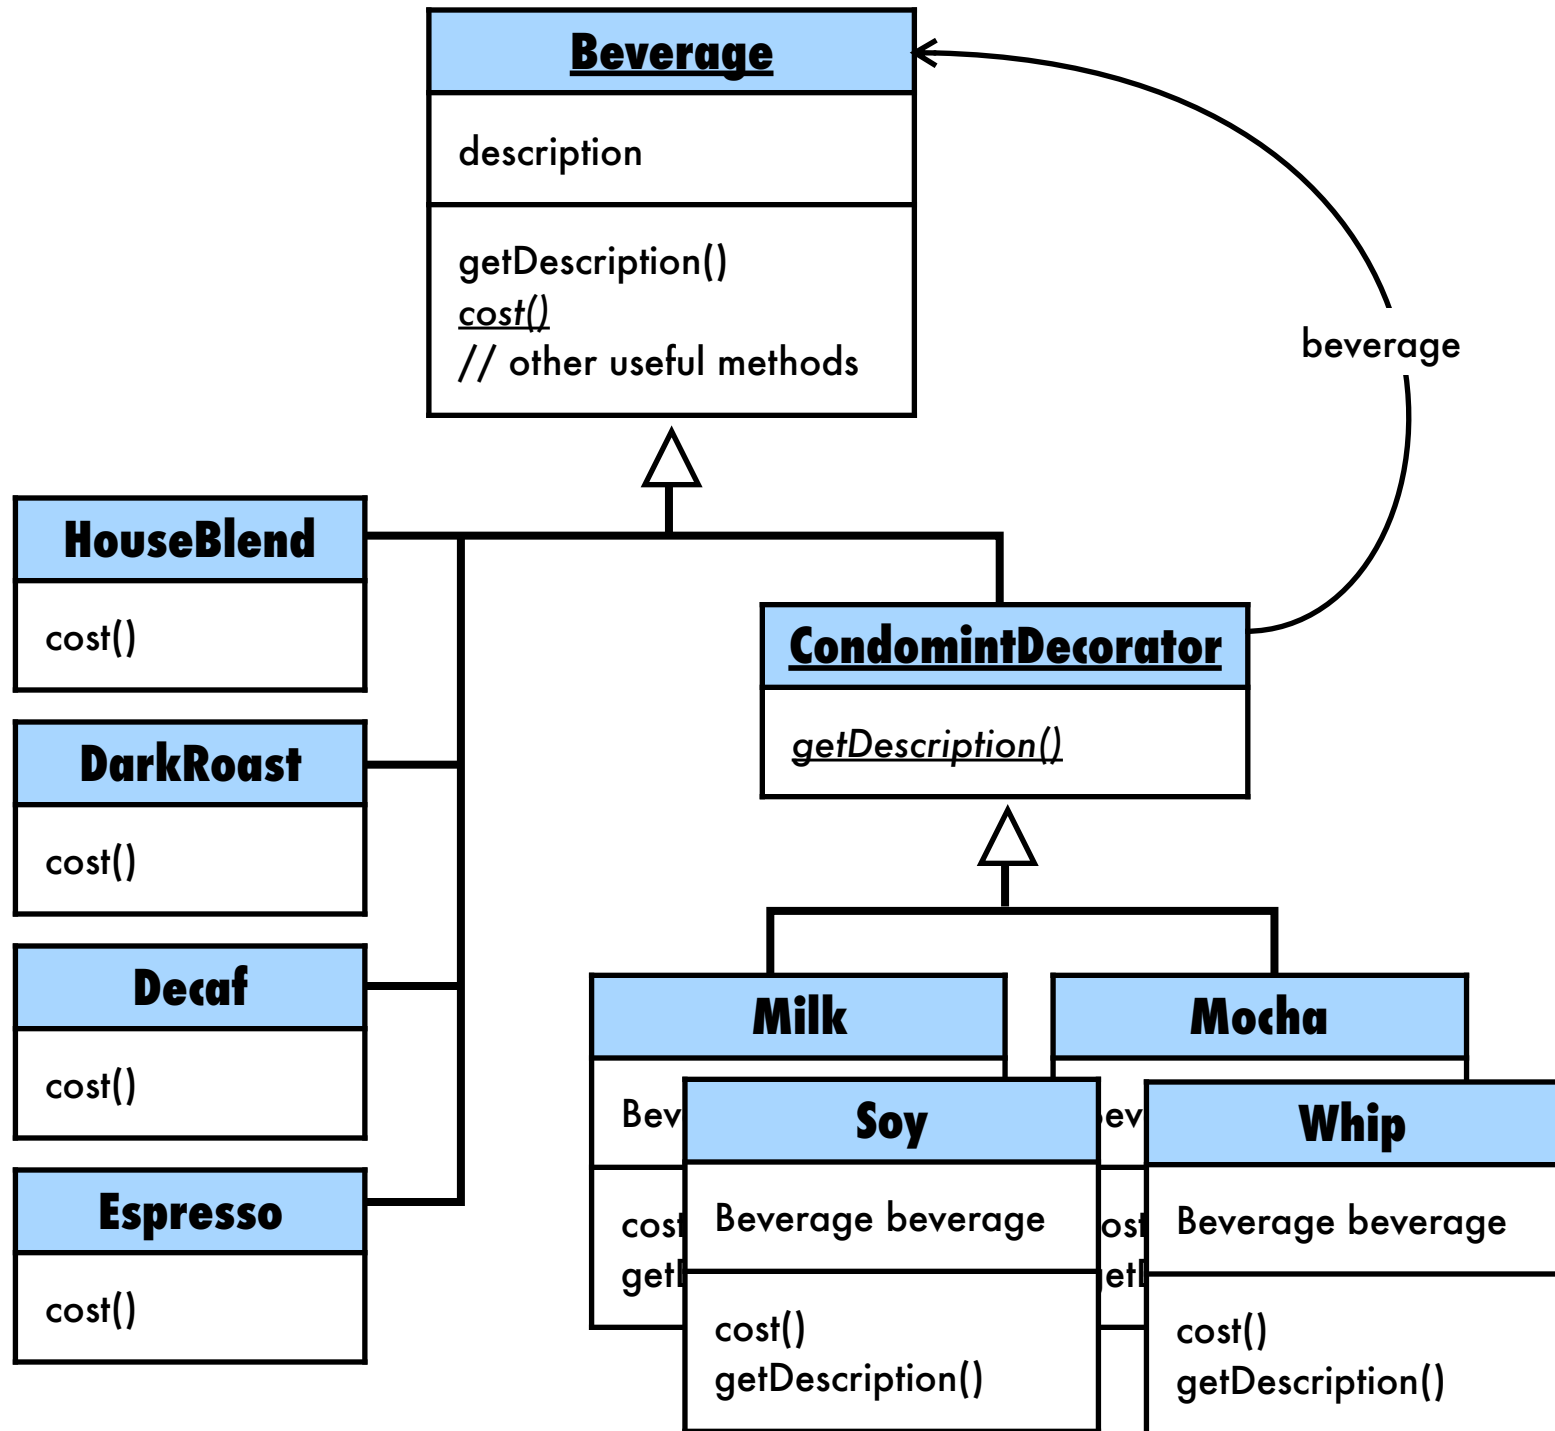 Beverage
description
getDescription()
cost()
// other useful methods
beverage
HouseBlend
cost()
CondomintDecorator
getDescription()
DarkRoast
cost()
Decaf
cost()
Espresso
cost()
Milk
Mocha
Soy
Beverage beverage
cost()
getDescription()
Whip
Beverage beverage
cost()
getDescription()